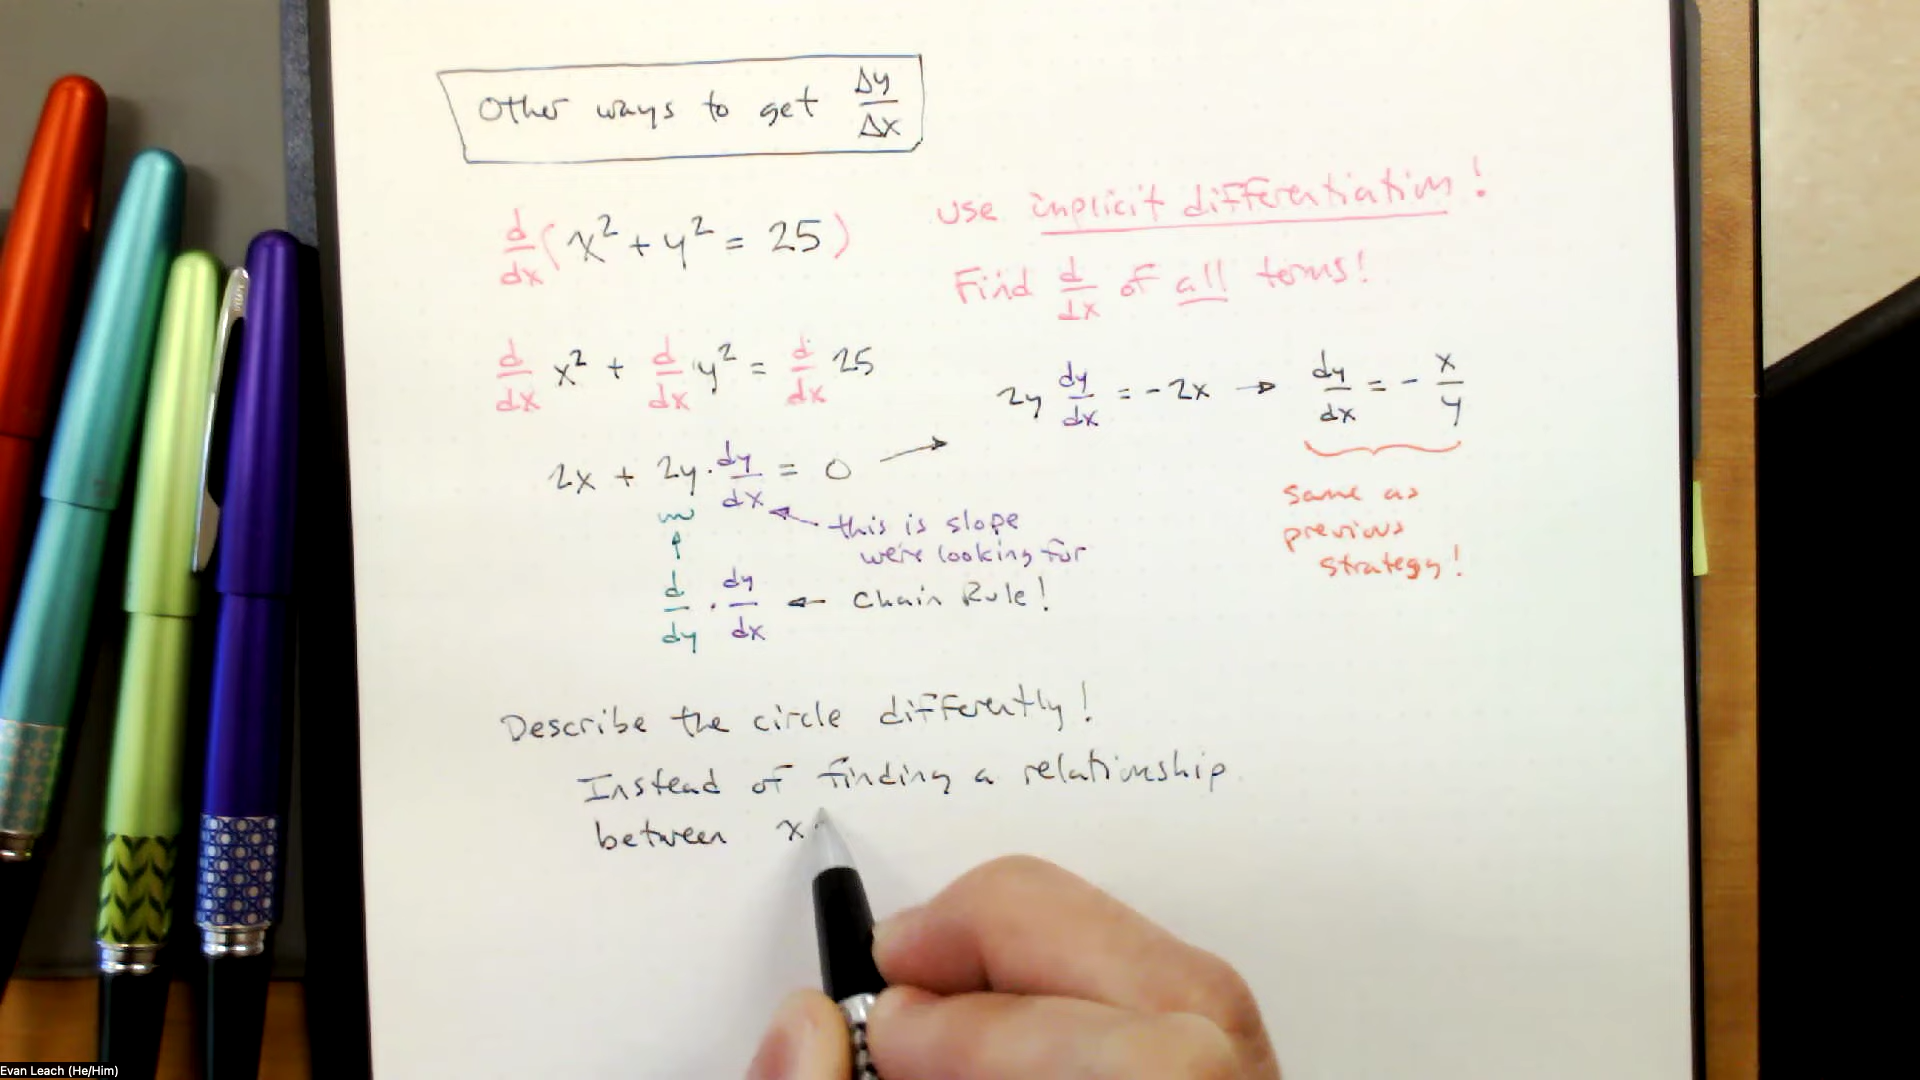 Other ways to get Δy/Δx
d/dx (x² + y² = 25)
Use implicit differentiation!
Find d/dx of all terms!
d/dx x² + d/dx y² = d/dx 25
2x + 2y · dy/dx = 0 →
2y dy/dx = -2x → dy/dx = - x/y
same as
previous
strategy!
this is slope
we're looking for
d/dy · dy/dx ← Chain Rule!
Describe the circle differently!
Instead of finding a relationship
between x
Evan Leach (He/Him)